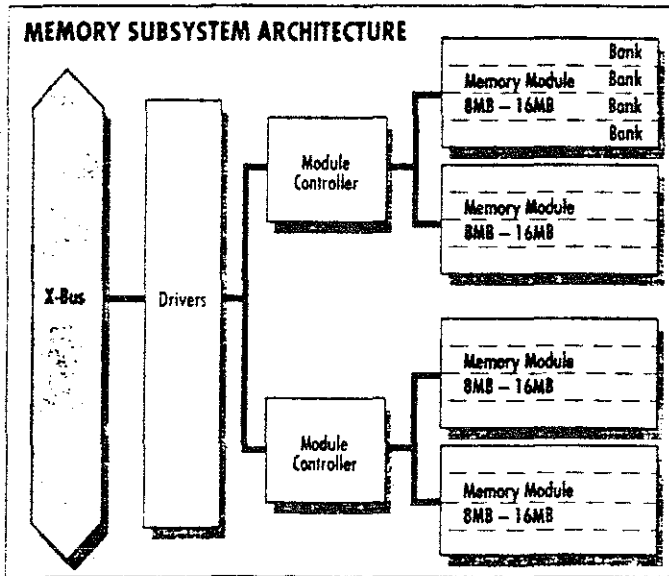 MEMORY SUBSYSTEM ARCHITECTURE
X-Bus
Drivers
Module
Controller
Bank
Memory Module
Bank
8MB – 16MB
Bank
Bank
Memory Module
8MB – 16MB
Module
Controller
Memory Module
8MB – 16MB
Memory Module
8MB – 16MB